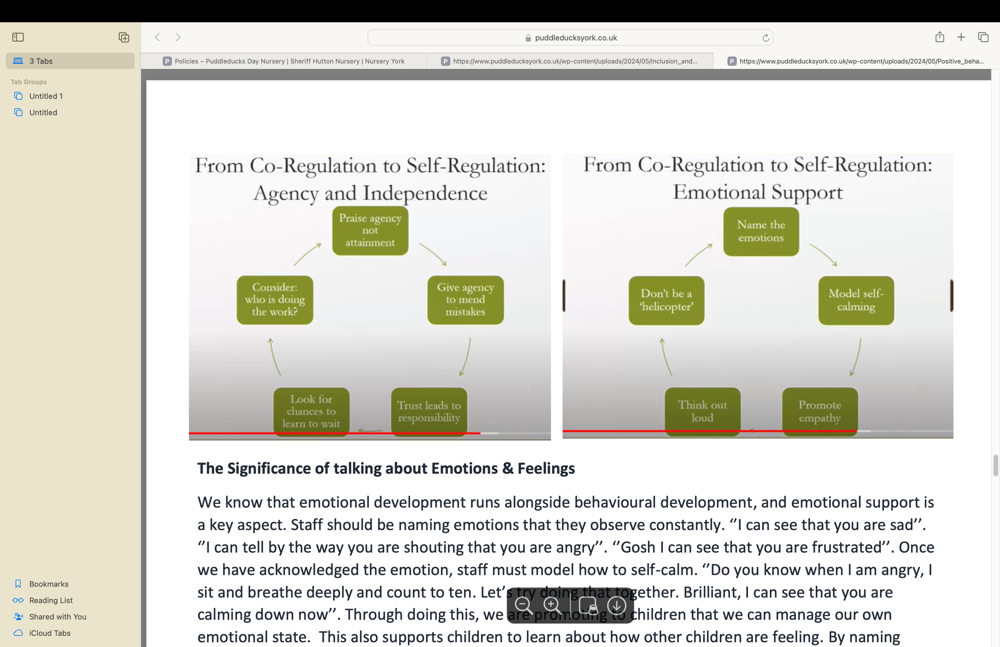 puddleducksyork.co.uk
3 Tabs
Tab Groups
Untitled 1
Untitled
Bookmarks
Reading List
Shared with You
iCloud Tabs
P Policies – Puddleducks Day Nursery | Sheriff Hutton Nursery | Nursery York
P https://www.puddleducksyork.co.uk/wp-content/uploads/2024/05/Inclusion_and...
P https://www.puddleducksyork.co.uk/wp-content/uploads/2024/05/Positive_beha...
From Co-Regulation to Self-Regulation:
Agency and Independence
Praise agency
not
attainment
Give agency
to mend
mistakes
Trust leads to
responsibility
Look for
chances to
learn to wait
Consider:
who is doing
the work?
From Co-Regulation to Self-Regulation:
Emotional Support
Name the
emotions
Model self-
calming
Promote
empathy
Think out
loud
Don't be a
'helicopter'
The Significance of talking about Emotions & Feelings
We know that emotional development runs alongside behavioural development, and emotional support is
a key aspect. Staff should be naming emotions that they observe constantly. ‘’I can see that you are sad’’.
‘’I can tell by the way you are shouting that you are angry’’. ‘’Gosh I can see that you are frustrated’’. Once
we have acknowledged the emotion, staff must model how to self-calm. ‘’Do you know when I am angry, I
sit and breathe deeply and count to ten. Let’s try doing that together. Brilliant, I can see that you are
calming down now’’. Through doing this, we are promoting to children that we can manage our own
emotional state.  This also supports children to learn about how other children are feeling. By naming